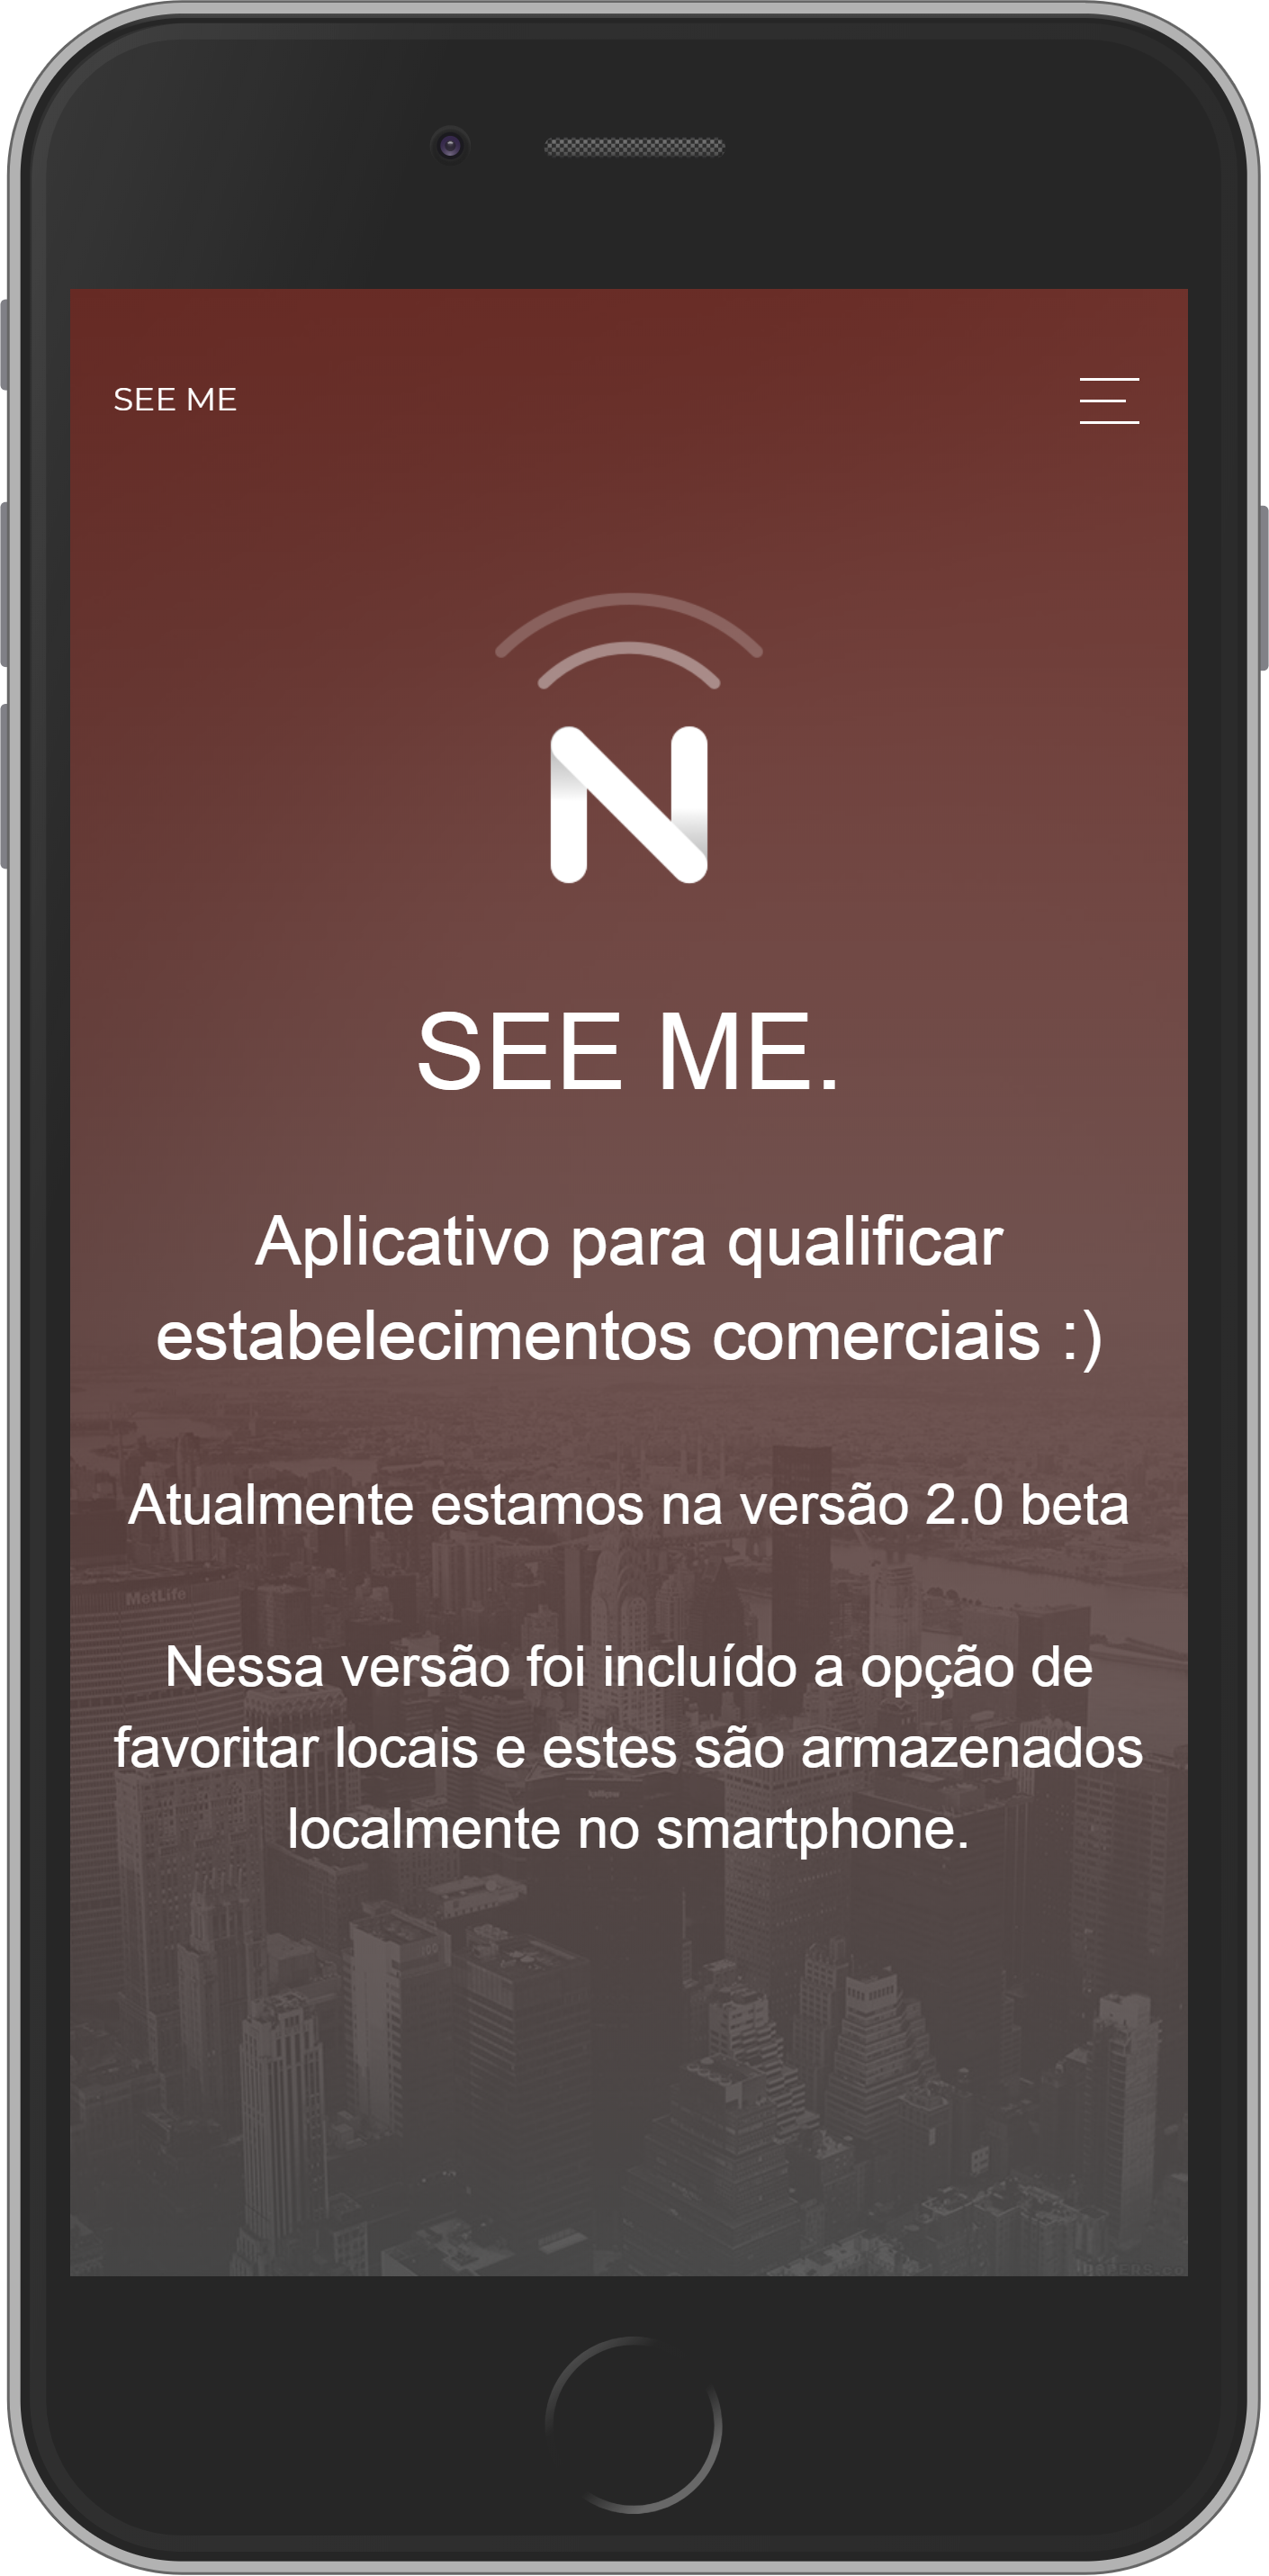 SEE ME
N
SEE ME.
Aplicativo para qualificar
estabelecimentos comerciais :)
Atualmente estamos na versão 2.0 beta
MetLife
Nessa versão foi incluído a opção de
favoritar locais e estes são armazenados
localmente no smartphone.